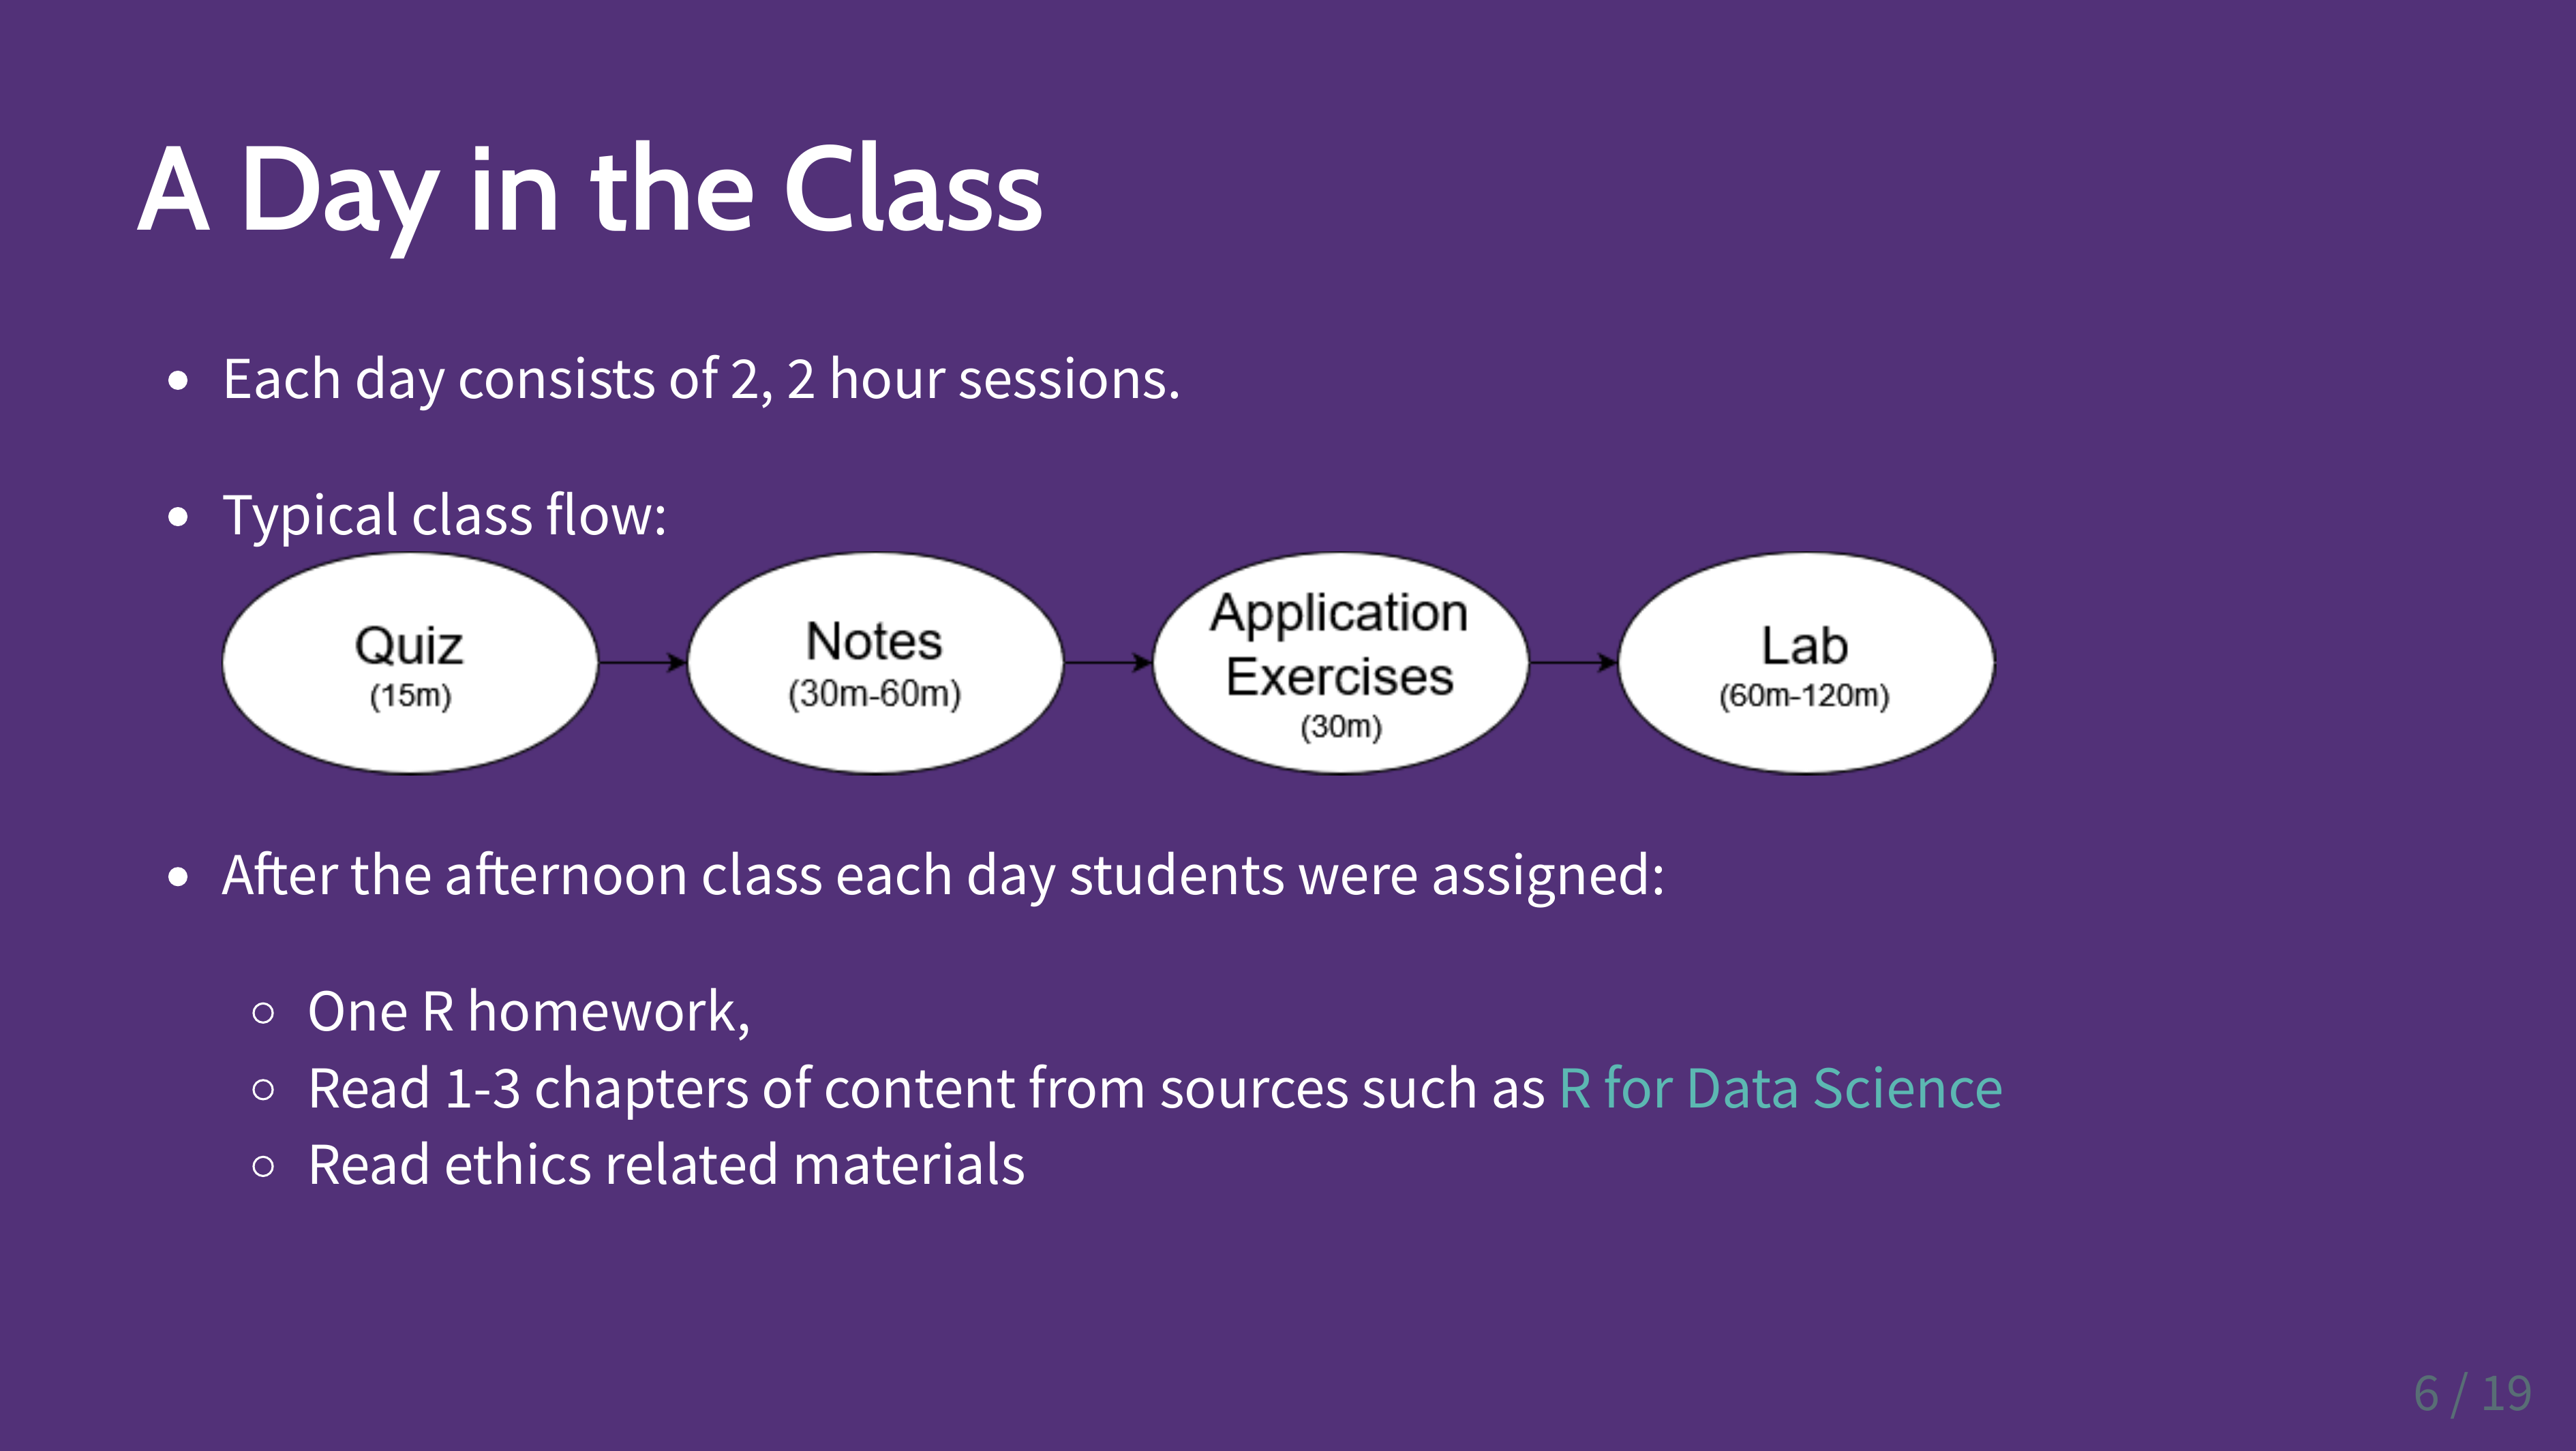 A Day in the Class
Each day consists of 2, 2 hour sessions.
Typical class flow:
Quiz
(15m)
Notes
(30m-60m)
Application
Exercises
(30m)
Lab
(60m-120m)
After the afternoon class each day students were assigned:
One R homework,
Read 1-3 chapters of content from sources such as R for Data Science
Read ethics related materials
6 / 19